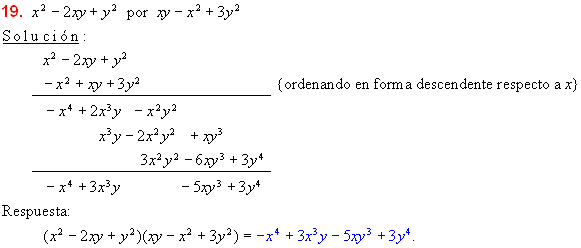 19. x² − 2xy + y² por xy − x² + 3y²
Solución:
x² − 2xy + y²
− x² + xy + 3y² {ordenando en forma descendente respecto a x}
− x⁴ + 2x³y − x²y²
x³y − 2x²y² + xy³
3x²y² − 6xy³ + 3y⁴
− x⁴ + 3x³y − 5xy³ + 3y⁴
Respuesta:
(x² − 2xy + y²)(xy − x² + 3y²) = −x⁴ + 3x³y − 5xy³ + 3y⁴.